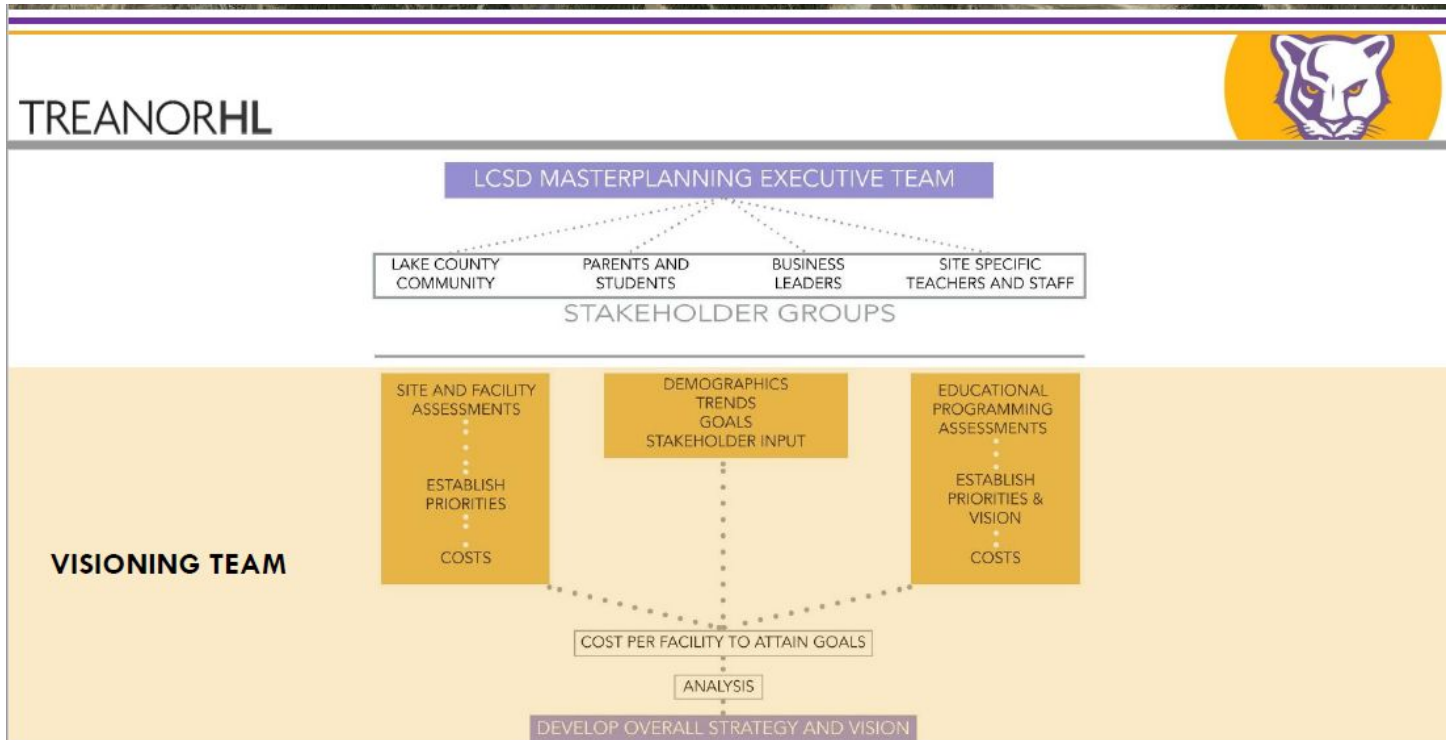 TREANORHL
LCSD MASTERPLANNING EXECUTIVE TEAM
LAKE COUNTY
COMMUNITY
PARENTS AND
STUDENTS
BUSINESS
LEADERS
SITE SPECIFIC
TEACHERS AND STAFF
STAKEHOLDER GROUPS
SITE AND FACILITY
ASSESSMENTS
ESTABLISH
PRIORITIES
COSTS
DEMOGRAPHICS
TRENDS
GOALS
STAKEHOLDER INPUT
EDUCATIONAL
PROGRAMMING
ASSESSMENTS
ESTABLISH
PRIORITIES &
VISION
COSTS
VISIONING TEAM
COST PER FACILITY TO ATTAIN GOALS
ANALYSIS
DEVELOP OVERALL STRATEGY AND VISION